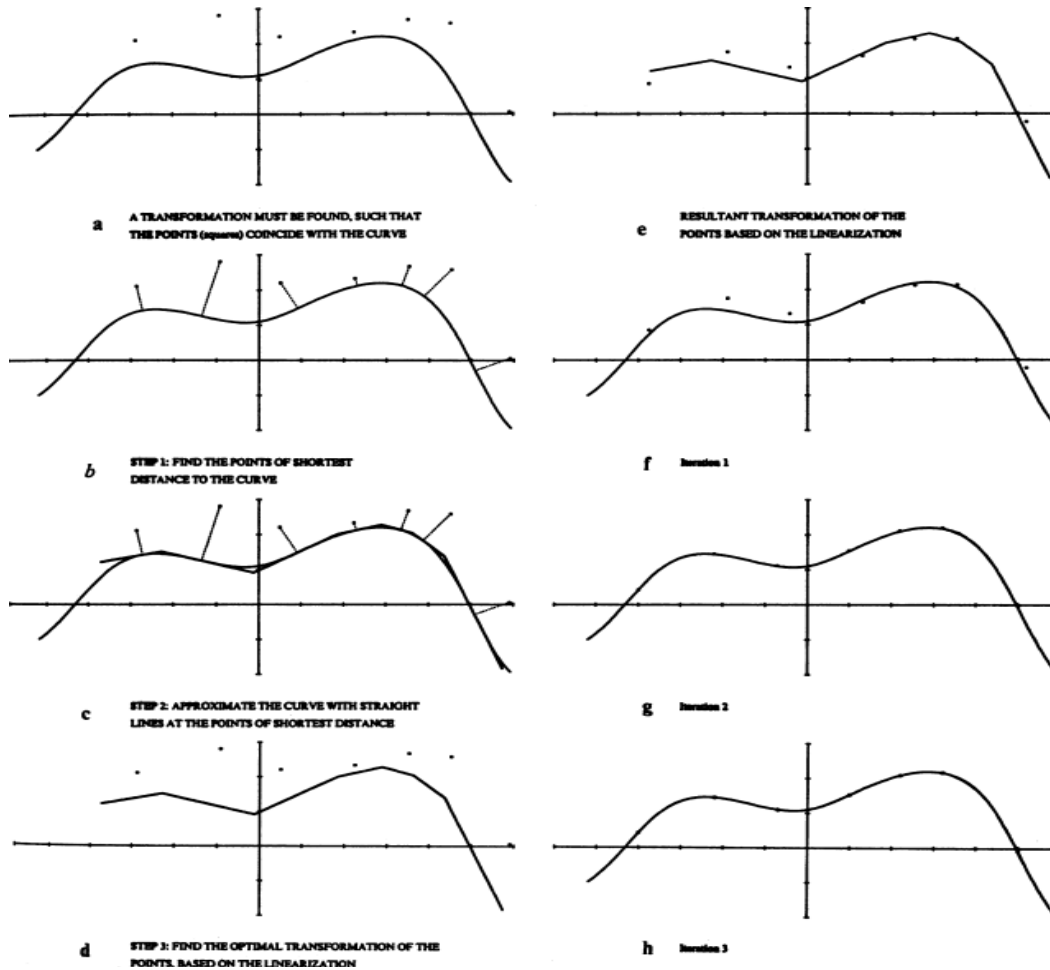 a A TRANSFORMATION MUST BE FOUND, SUCH THAT
THE POINTS (squares) COINCIDE WITH THE CURVE
b STEP 1: FIND THE POINTS OF SHORTEST
DISTANCE TO THE CURVE
c STEP 2: APPROXIMATE THE CURVE WITH STRAIGHT
LINES AT THE POINTS OF SHORTEST DISTANCE
d STEP 3: FIND THE OPTIMAL TRANSFORMATION OF THE
POINTS, BASED ON THE LINEARIZATION
e RESULTANT TRANSFORMATION OF THE
POINTS BASED ON THE LINEARIZATION
f Iteration 1
g Iteration 2
h Iteration 3